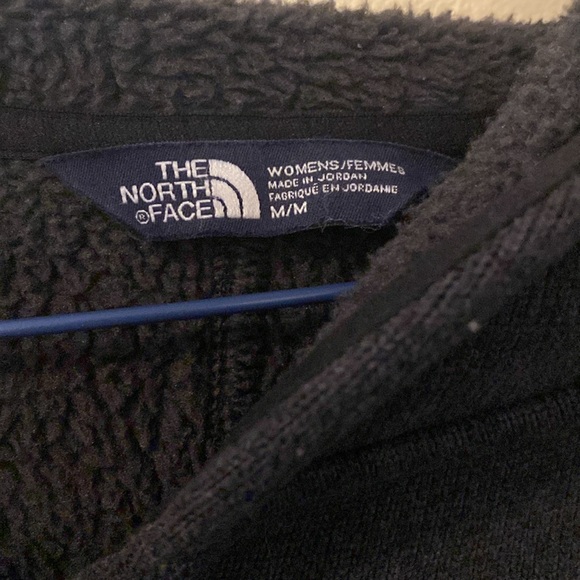 THE
NORTH
®FACE
WOMENS/FEMMES
MADE IN JORDAN
FABRIQUÉ EN JORDANIE
M/M